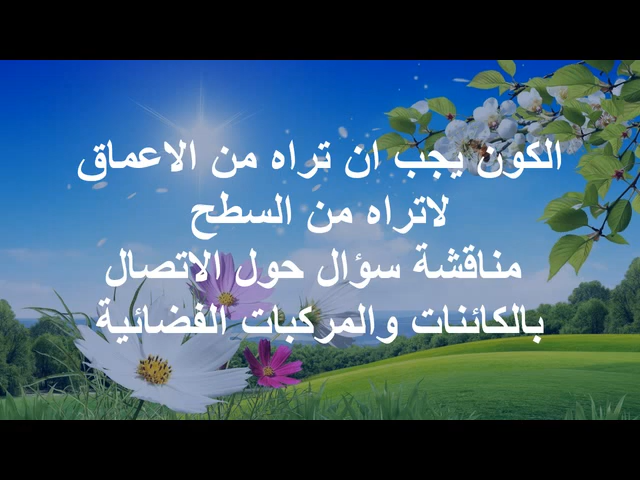 الكون يجب ان تراه من الاعماق
لاتراه من السطح
مناقشة سؤال حول الاتصال
بالكائنات والمركبات الفضائية